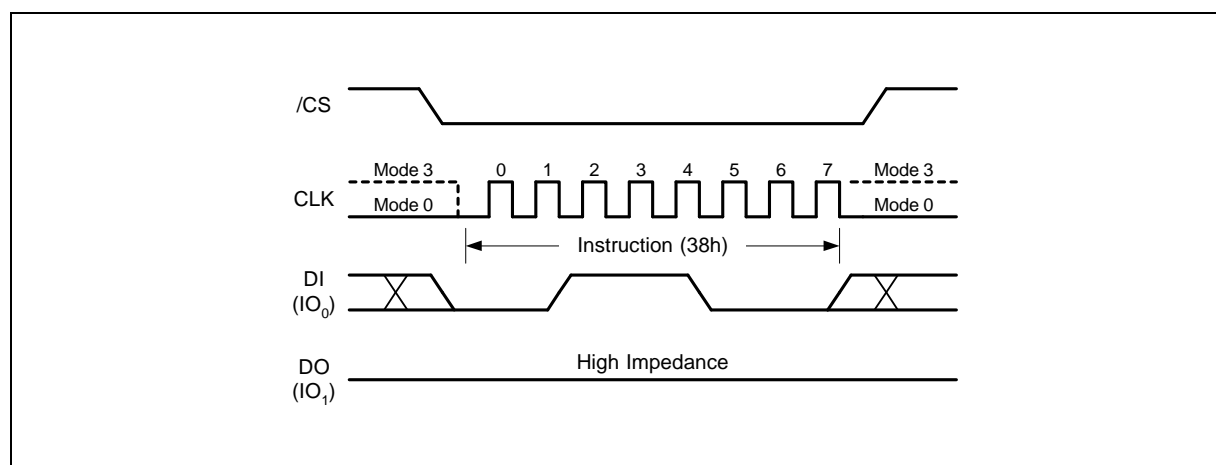 /CS
Mode 3 0 1 2 3 4 5 6 7 Mode 3
CLK
Mode 0 Mode 0
Instruction (38h)
DI
(IO0)
High Impedance
DO
(IO1)